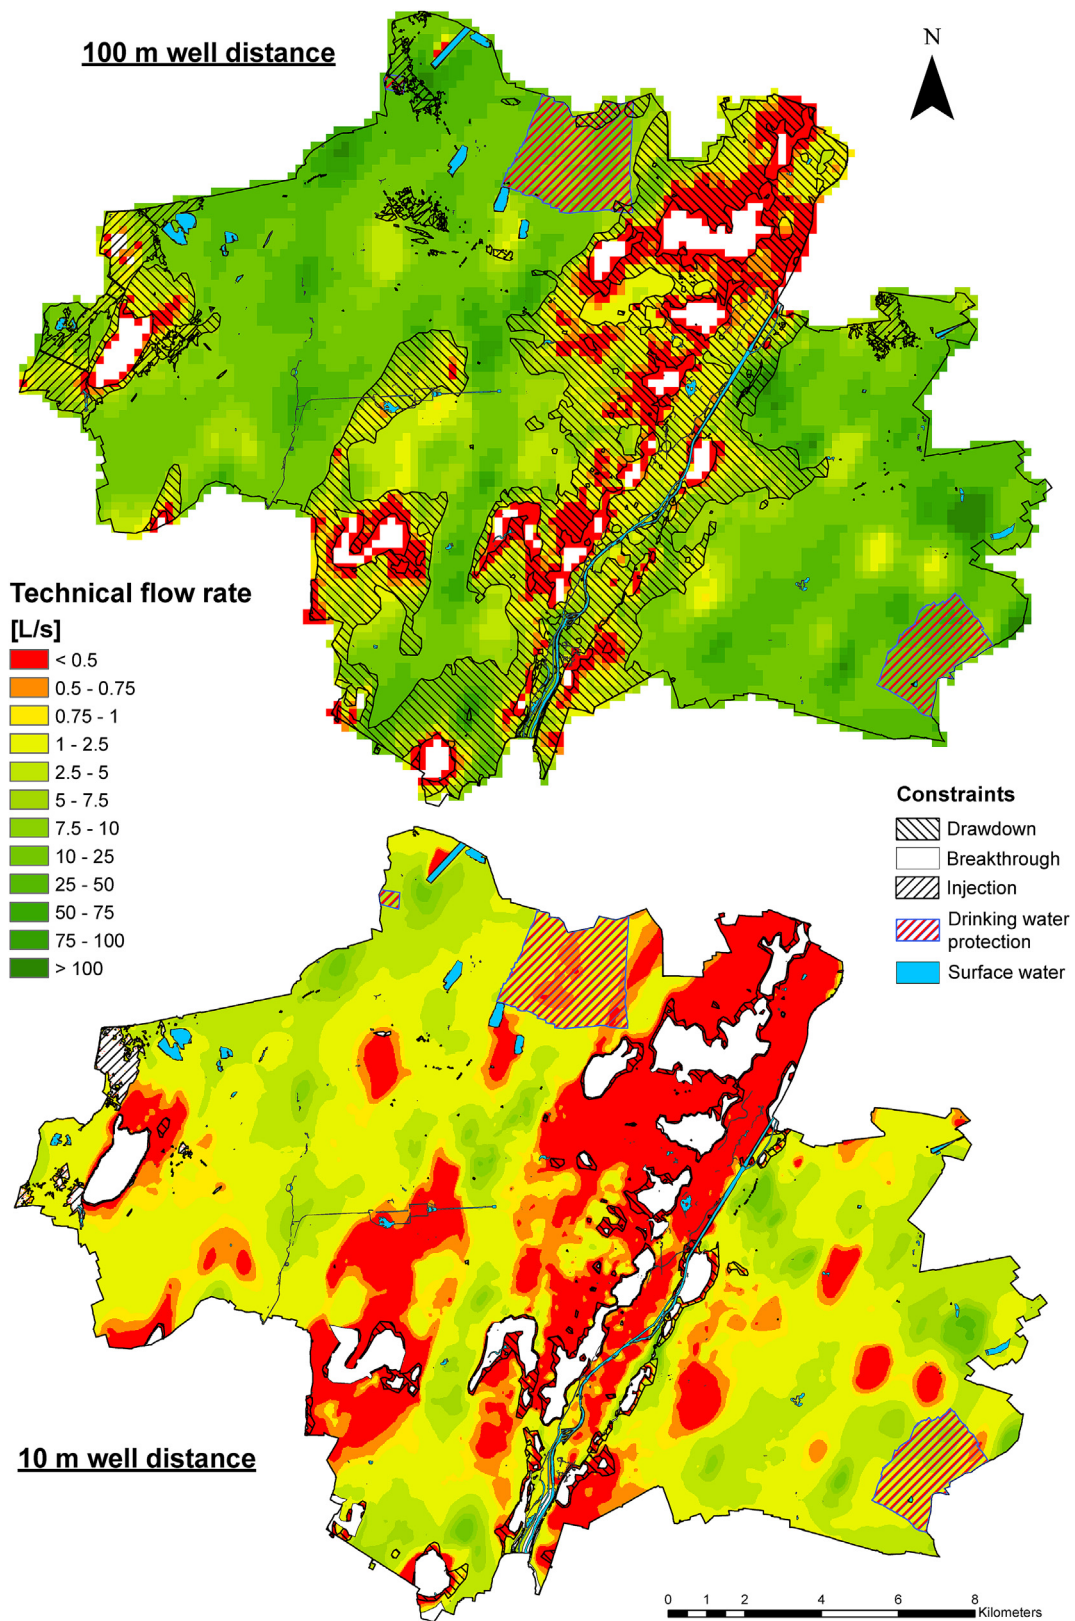 100 m well distance
N
Technical flow rate
[L/s]
< 0.5
0.5 - 0.75
0.75 - 1
1 - 2.5
2.5 - 5
5 - 7.5
7.5 - 10
10 - 25
25 - 50
50 - 75
75 - 100
> 100
Constraints
Drawdown
Breakthrough
Injection
Drinking water
protection
Surface water
10 m well distance
0 1 2 4 6 8
Kilometers